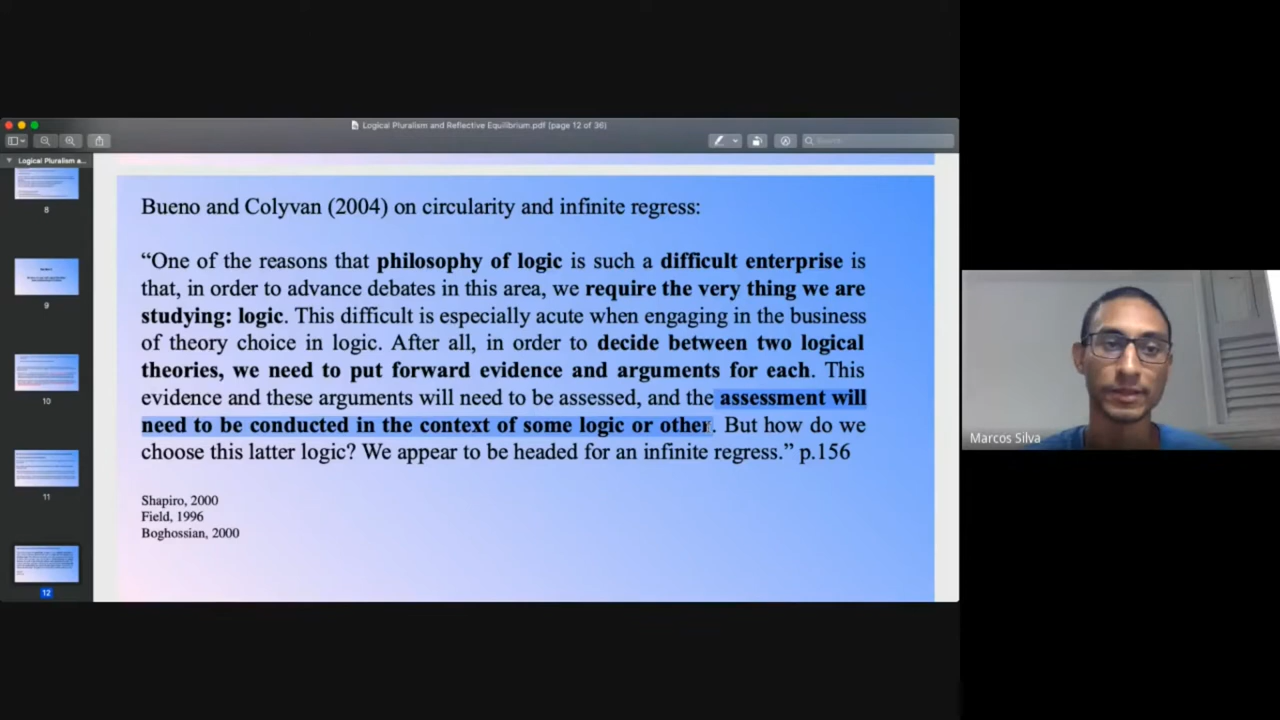 Logical Pluralism and Reflective Equilibrium.pdf (page 12 of 36)
Search
Logical Pluralism a...
8
9
10
11
12
Bueno and Colyvan (2004) on circularity and infinite regress:
“One of the reasons that philosophy of logic is such a difficult enterprise is
that, in order to advance debates in this area, we require the very thing we are
studying: logic. This difficult is especially acute when engaging in the business
of theory choice in logic. After all, in order to decide between two logical
theories, we need to put forward evidence and arguments for each. This
evidence and these arguments will need to be assessed, and the assessment will
need to be conducted in the context of some logic or other. But how do we
choose this latter logic? We appear to be headed for an infinite regress.” p.156
Shapiro, 2000
Field, 1996
Boghossian, 2000
Marcos Silva